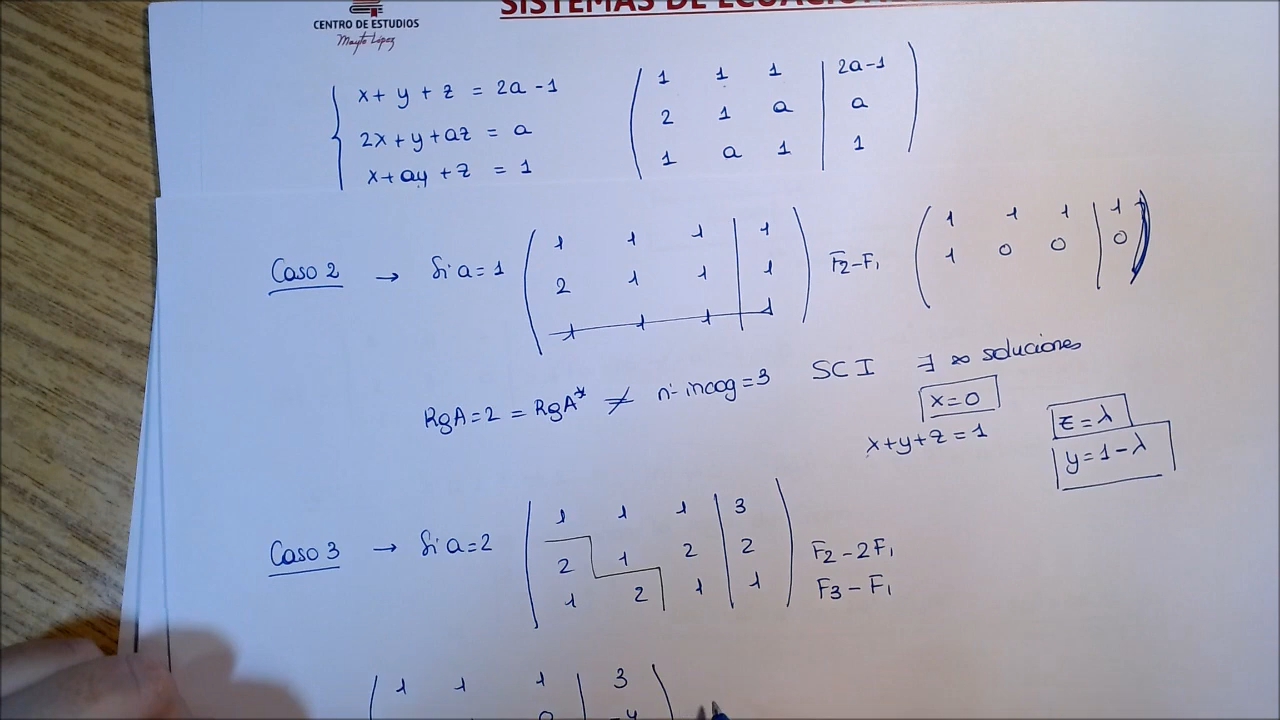 SISTEMAS DE ECUACION
CENTRO DE ESTUDIOS
Mayte López
x + y + z = 2a - 1
2x + y + az = a
x + ay + z = 1
1 1 1 | 2a-1
2 1 a | a
1 a 1 | 1
Caso 2 → Si a = 1
1 1 1 | 1
2 1 1 | 1
1 1 1 | 1
F2 - F1
1 1 1 | 1
1 0 0 | 0
RgA = 2 = RgA* ≠ nº incog = 3 SCI ∃ ∞ soluciones
x = 0
x + y + z = 1
z = λ
y = 1 - λ
Caso 3 → Si a = 2
1 1 1 | 3
2 1 2 | 2
1 2 1 | 1
F2 - 2F1
F3 - F1
1 1 1 | 3
0 | -4